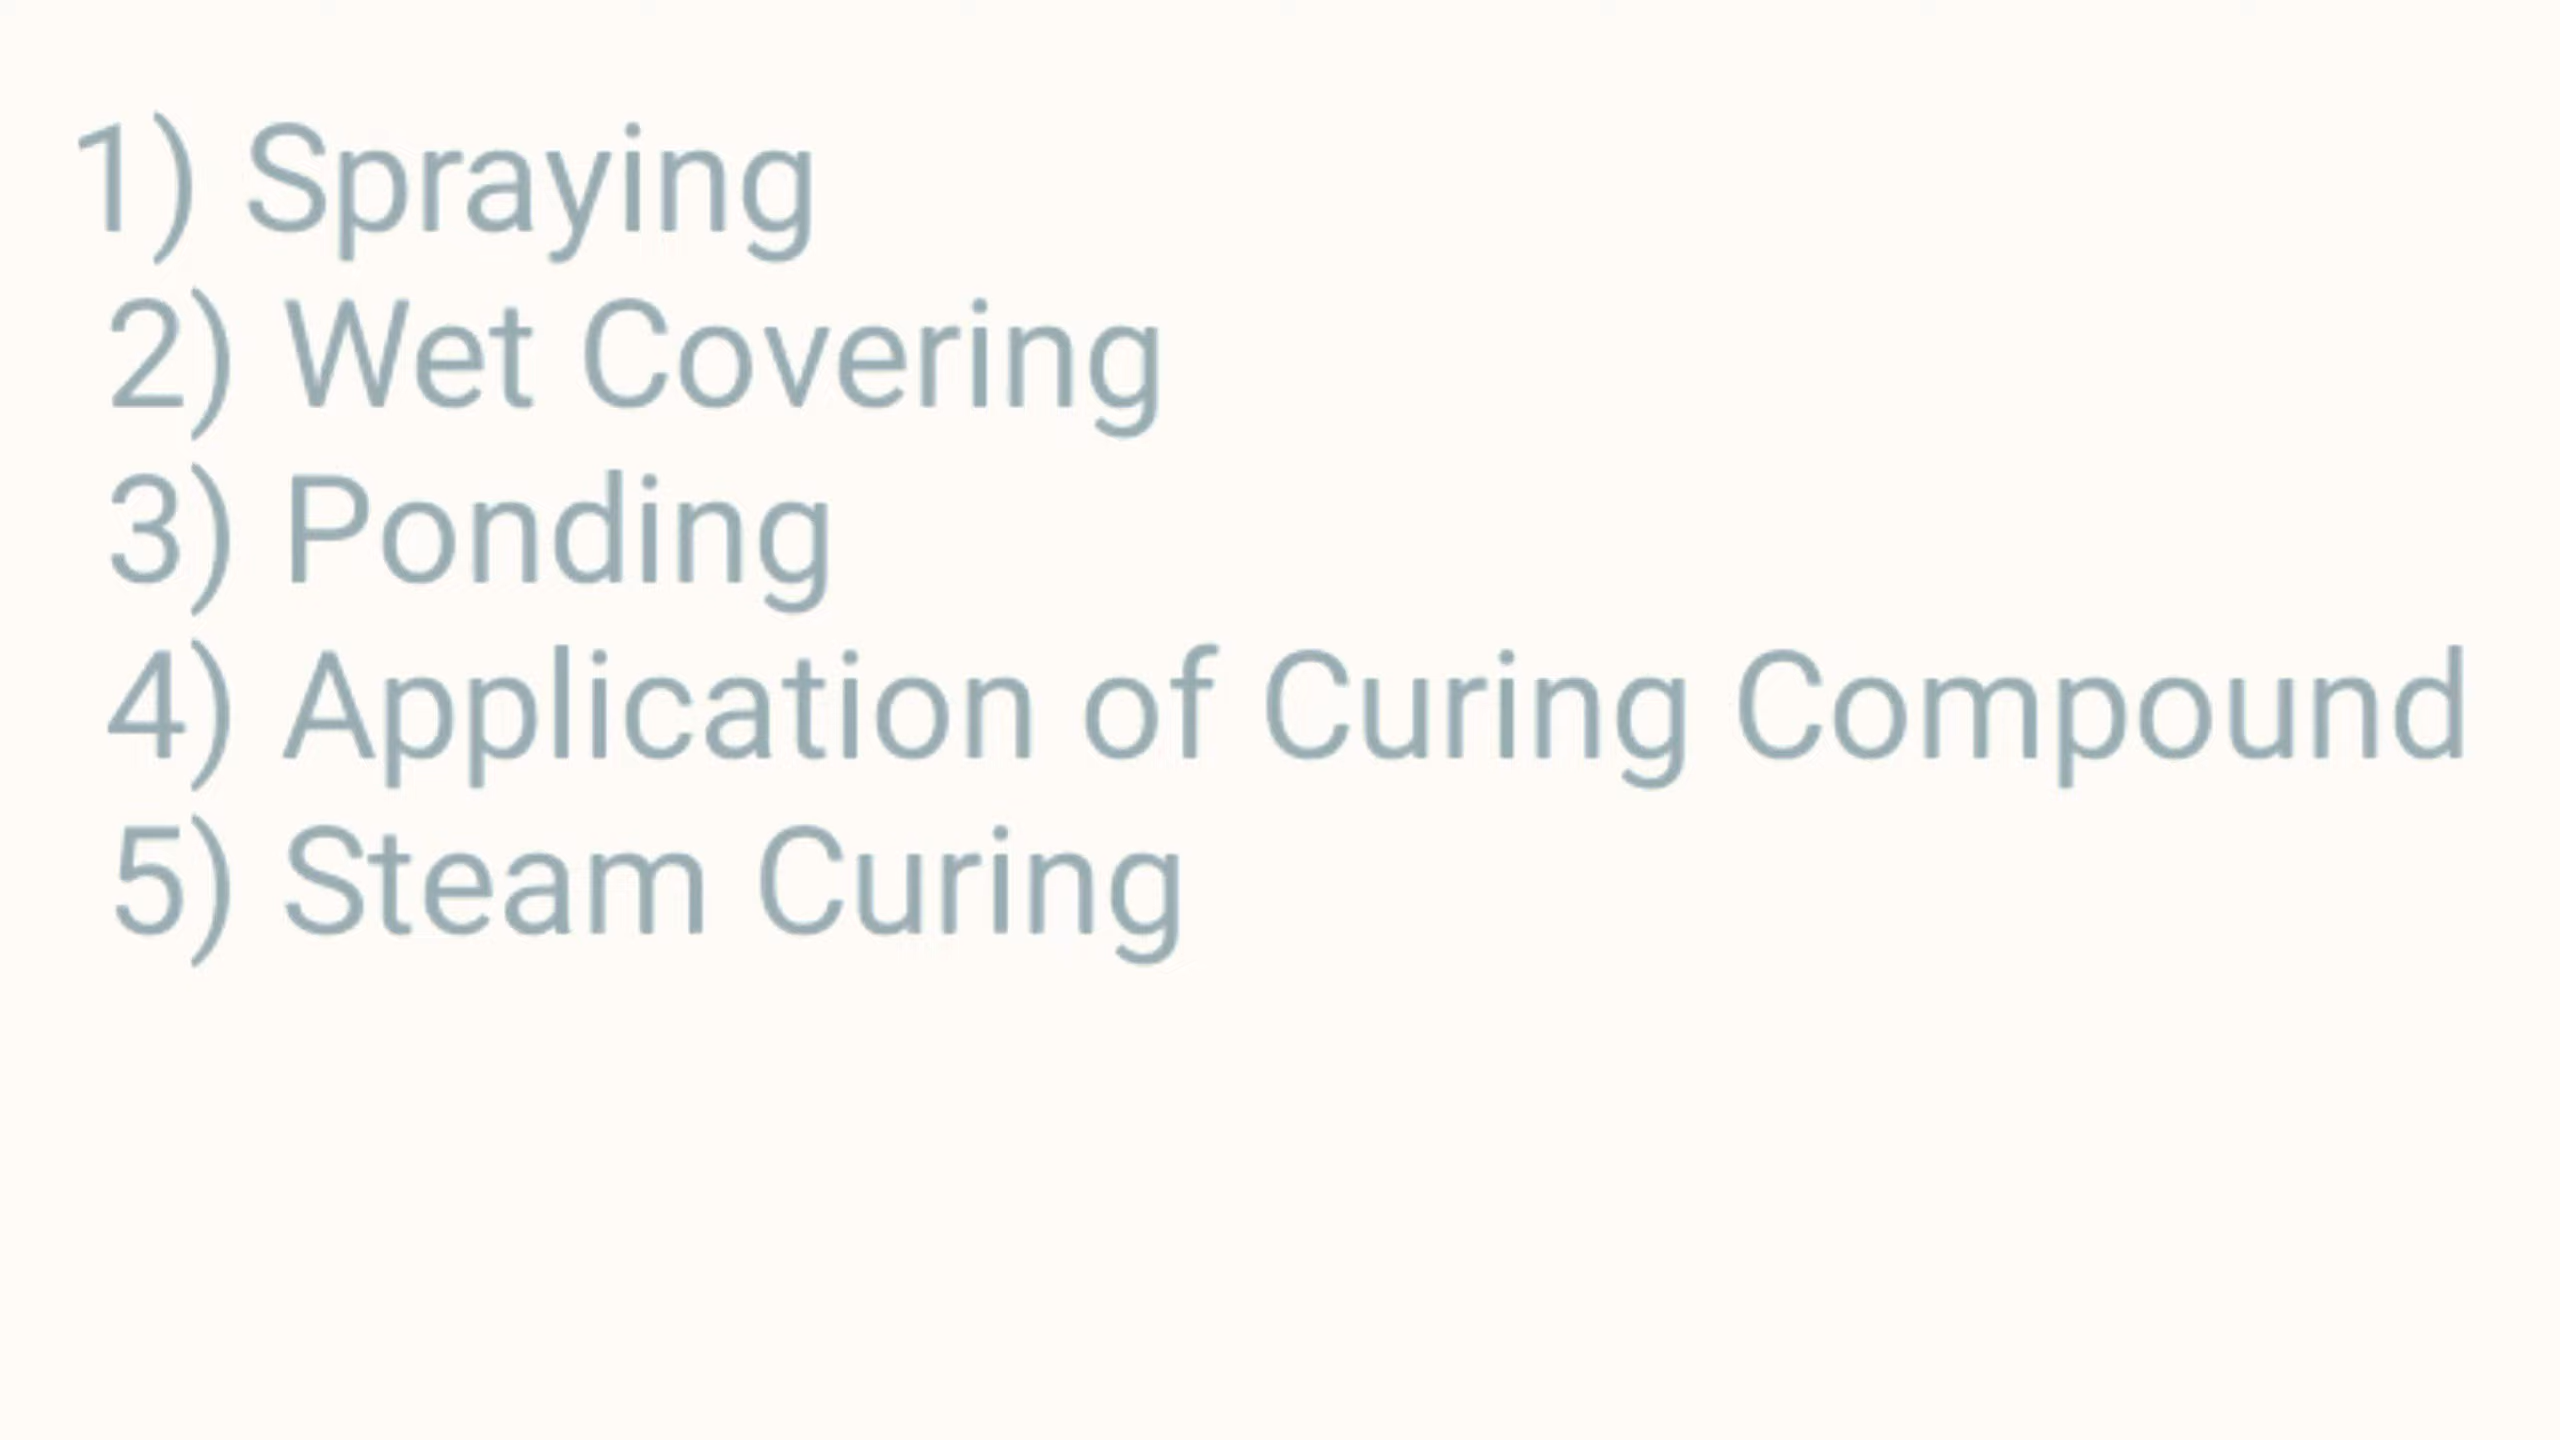 1) Spraying
2) Wet Covering
3) Ponding
4) Application of Curing Compound
5) Steam Curing